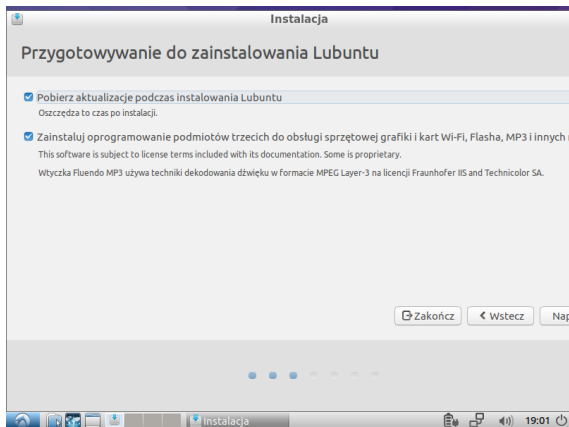 Instalacja
Przygotowywanie do zainstalowania Lubuntu
Pobierz aktualizacje podczas instalowania Lubuntu
Oszczędza to czas po instalacji.
Zainstaluj oprogramowanie podmiotów trzecich do obsługi sprzętowej grafiki i kart Wi-Fi, Flasha, MP3 i innych
This software is subject to license terms included with its documentation. Some is proprietary.
Wtyczka Fluendo MP3 używa techniki dekodowania dźwięku w formacie MPEG Layer-3 na licencji Fraunhofer IIS and Technicolor SA.
Zakończ Wstecz Nap
Instalacja 19:01